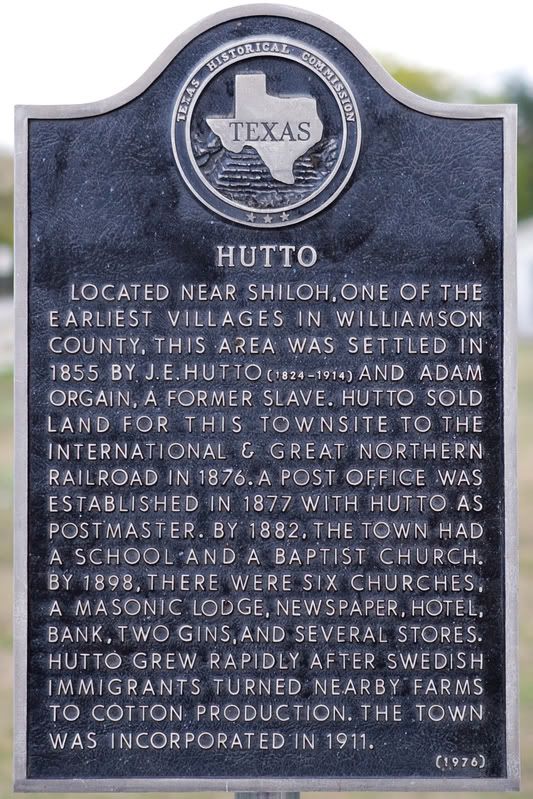 TEXAS HISTORICAL COMMISSION
TEXAS
HUTTO
LOCATED NEAR SHILOH, ONE OF THE
EARLIEST VILLAGES IN WILLIAMSON
COUNTY, THIS AREA WAS SETTLED IN
1855 BY J.E. HUTTO (1824-1914) AND ADAM
ORGAIN, A FORMER SLAVE. HUTTO SOLD
LAND FOR THIS TOWNSITE TO THE
INTERNATIONAL & GREAT NORTHERN
RAILROAD IN 1876. A POST OFFICE WAS
ESTABLISHED IN 1877 WITH HUTTO AS
POSTMASTER. BY 1882, THE TOWN HAD
A SCHOOL AND A BAPTIST CHURCH.
BY 1898, THERE WERE SIX CHURCHES,
A MASONIC LODGE, NEWSPAPER, HOTEL,
BANK, TWO GINS, AND SEVERAL STORES.
HUTTO GREW RAPIDLY AFTER SWEDISH
IMMIGRANTS TURNED NEARBY FARMS
TO COTTON PRODUCTION. THE TOWN
WAS INCORPORATED IN 1911.
(1976)